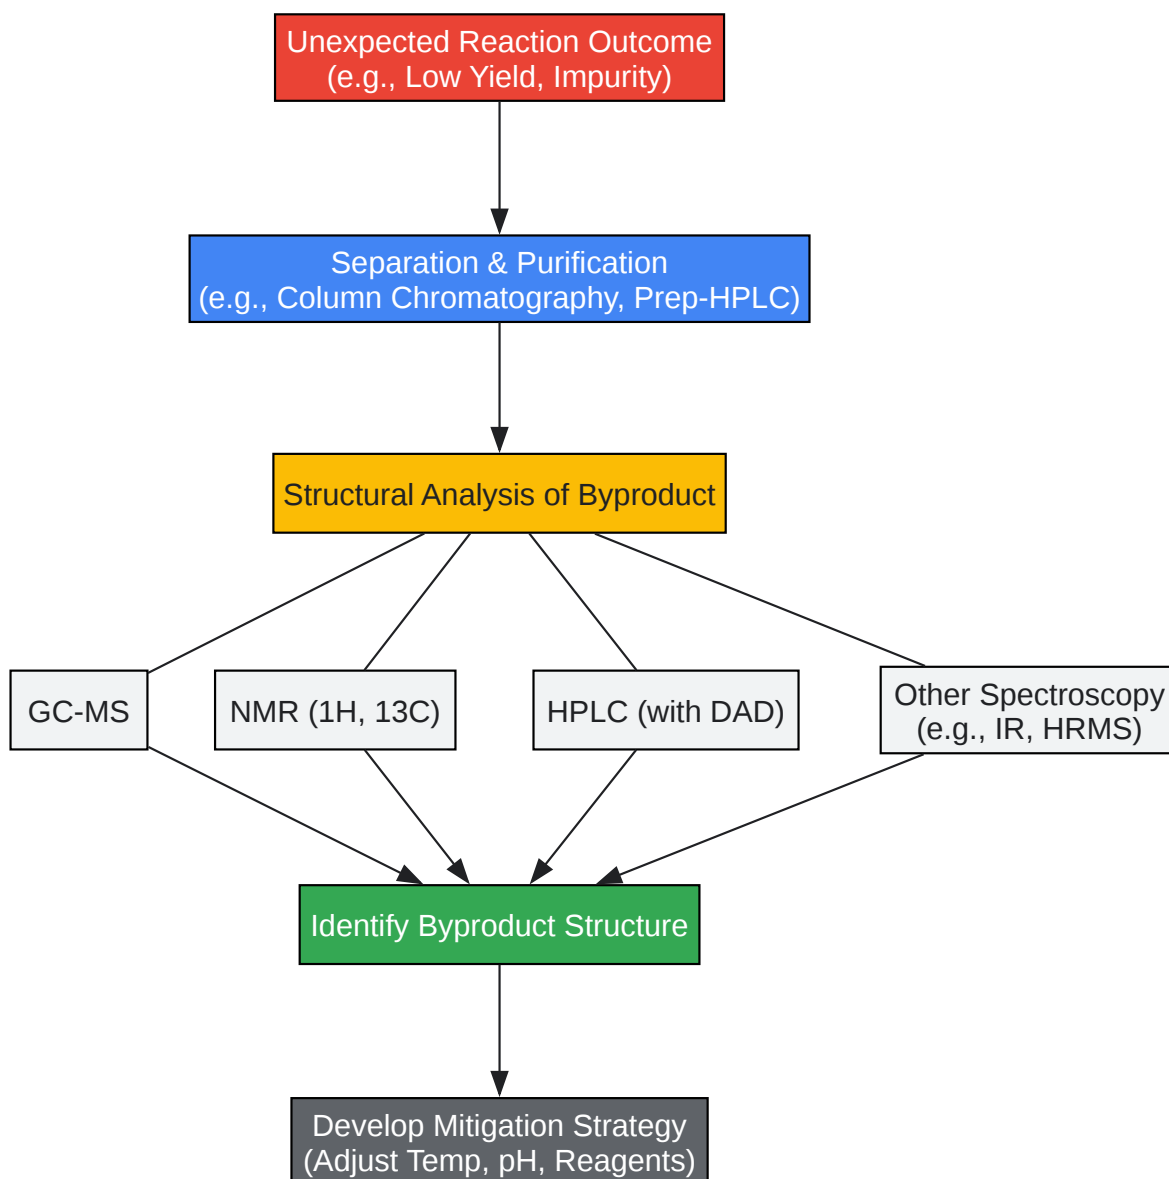 Unexpected Reaction Outcome
(e.g., Low Yield, Impurity)
Separation & Purification
(e.g., Column Chromatography, Prep-HPLC)
Structural Analysis of Byproduct
GC-MS
NMR (1H, 13C)
HPLC (with DAD)
Other Spectroscopy
(e.g., IR, HRMS)
Identify Byproduct Structure
Develop Mitigation Strategy
(Adjust Temp, pH, Reagents)